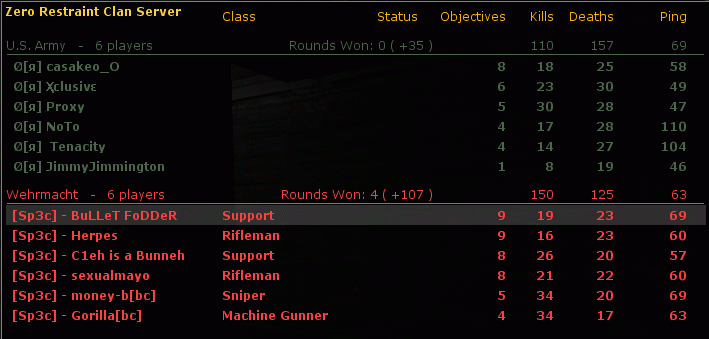 Zero Restraint Clan Server Class Status Objectives Kills Deaths Ping
U.S. Army - 6 players Rounds Won: 0 ( +35 ) 110 157 69
Ø[я] casakeo_O 8 18 25 58
Ø[я] Ҳclusivε 6 23 30 49
Ø[я] Proxy 5 30 28 47
Ø[я] NoTo 4 17 28 110
Ø[я] Tenacity 4 14 27 104
Ø[я] JimmyJimmington 1 8 19 46
Wehrmacht - 6 players Rounds Won: 4 ( +107 ) 150 125 63
[Sp3c] - BuLLeT FoDDeR Support 9 19 23 69
[Sp3c] - Herpes Rifleman 9 16 23 60
[Sp3c] - C1eh is a Bunneh Support 8 26 20 57
[Sp3c] - sexualmayo Rifleman 8 21 22 60
[Sp3c] - money-b[bc] Sniper 5 34 20 69
[Sp3c] - Gorilla[bc] Machine Gunner 4 34 17 63